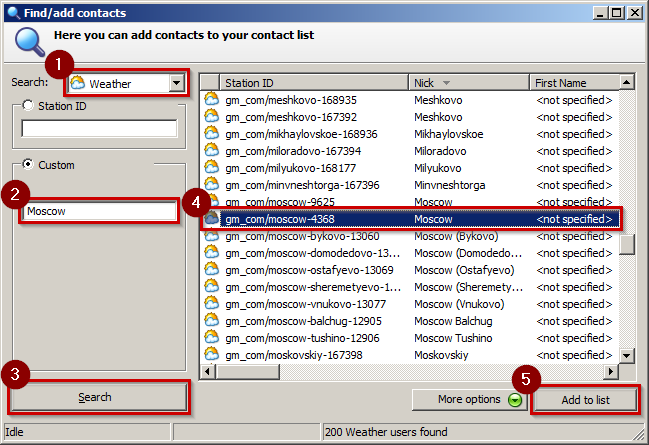 Find/add contacts
Here you can add contacts to your contact list
1
Search: Weather
Station ID
Custom
2
Moscow
3
Search
Station ID Nick First Name
gm_com/meshkovo-168935 Meshkovo <not specified>
gm_com/meshkovo-167392 Meshkovo <not specified>
gm_com/mikhaylovskoe-168936 Mikhaylovskoe <not specified>
gm_com/miloradovo-167394 Miloradovo <not specified>
gm_com/milyukovo-168177 Milyukovo <not specified>
gm_com/minvneshtorga-167396 Minvneshtorga <not specified>
gm_com/moscow-9625 Moscow <not specified>
4
gm_com/moscow-4368 Moscow <not specified>
gm_com/moscow-bykovo-13060 Moscow (Bykovo) <not specified>
gm_com/moscow-domodedovo-13... Moscow (Domodedo... <not specified>
gm_com/moscow-ostafyevo-13069 Moscow (Ostafyevo) <not specified>
gm_com/moscow-sheremetyevo-1... Moscow (Sheremety... <not specified>
gm_com/moscow-vnukovo-13077 Moscow (Vnukovo) <not specified>
gm_com/moscow-balchug-12905 Moscow Balchug <not specified>
gm_com/moscow-tushino-12906 Moscow Tushino <not specified>
gm_com/moskovskiy-167398 Moskovskiy <not specified>
More options
5
Add to list
Idle
200 Weather users found